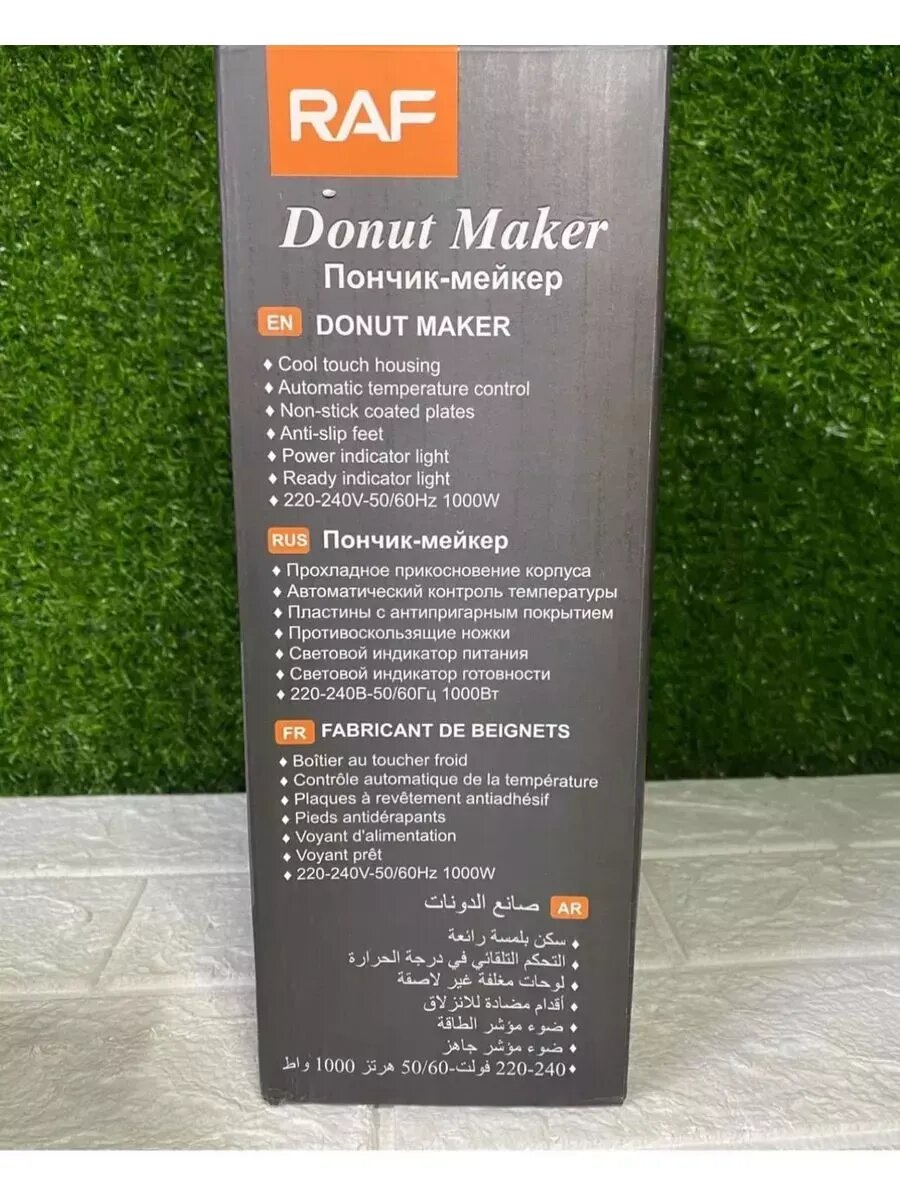 RAF
Donut Maker
Пончик-мейкер
EN DONUT MAKER
♦ Cool touch housing
♦ Automatic temperature control
♦ Non-stick coated plates
♦ Anti-slip feet
♦ Power indicator light
♦ Ready indicator light
♦ 220-240V-50/60Hz 1000W
RUS Пончик-мейкер
♦ Прохладное прикосновение корпуса
♦ Автоматический контроль температуры
♦ Пластины с антипригарным покрытием
♦ Противоскользящие ножки
♦ Световой индикатор питания
♦ Световой индикатор готовности
♦ 220-240В-50/60Гц 1000Вт
FR FABRICANT DE BEIGNETS
♦ Boîtier au toucher froid
♦ Contrôle automatique de la température
♦ Plaques à revêtement antiadhésif
♦ Pieds antidérapants
♦ Voyant d'alimentation
♦ Voyant prêt
♦ 220-240V-50/60Hz 1000W
AR صانع الدونات
♦ سكن بلمسة رائعة
♦ التحكم التلقائي في درجة الحرارة
♦ لوحات مغلفة غير لاصقة
♦ أقدام مضادة للانزلاق
♦ ضوء مؤشر الطاقة
♦ ضوء مؤشر جاهز
♦ 220-240 فولت-50/60 هرتز 1000 واط